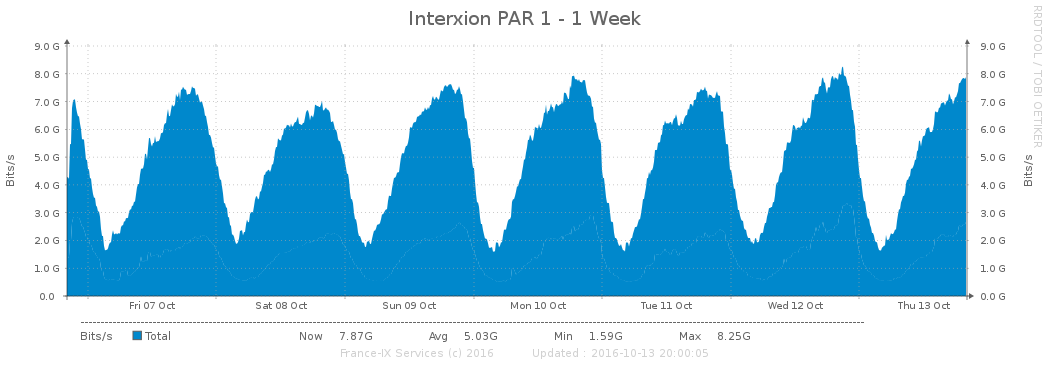 Interxion PAR 1 - 1 Week
RRDTOOL / TOBI OETIKER
Bits/s
Bits/s
9.0 G 9.0 G
8.0 G 8.0 G
7.0 G 7.0 G
6.0 G 6.0 G
5.0 G 5.0 G
4.0 G 4.0 G
3.0 G 3.0 G
2.0 G 2.0 G
1.0 G 1.0 G
0.0 0.0 G
Fri 07 Oct Sat 08 Oct Sun 09 Oct Mon 10 Oct Tue 11 Oct Wed 12 Oct Thu 13 Oct
Bits/s Total Now 7.87G Avg 5.03G Min 1.59G Max 8.25G
France-IX Services (c) 2016 Updated : 2016-10-13 20:00:05